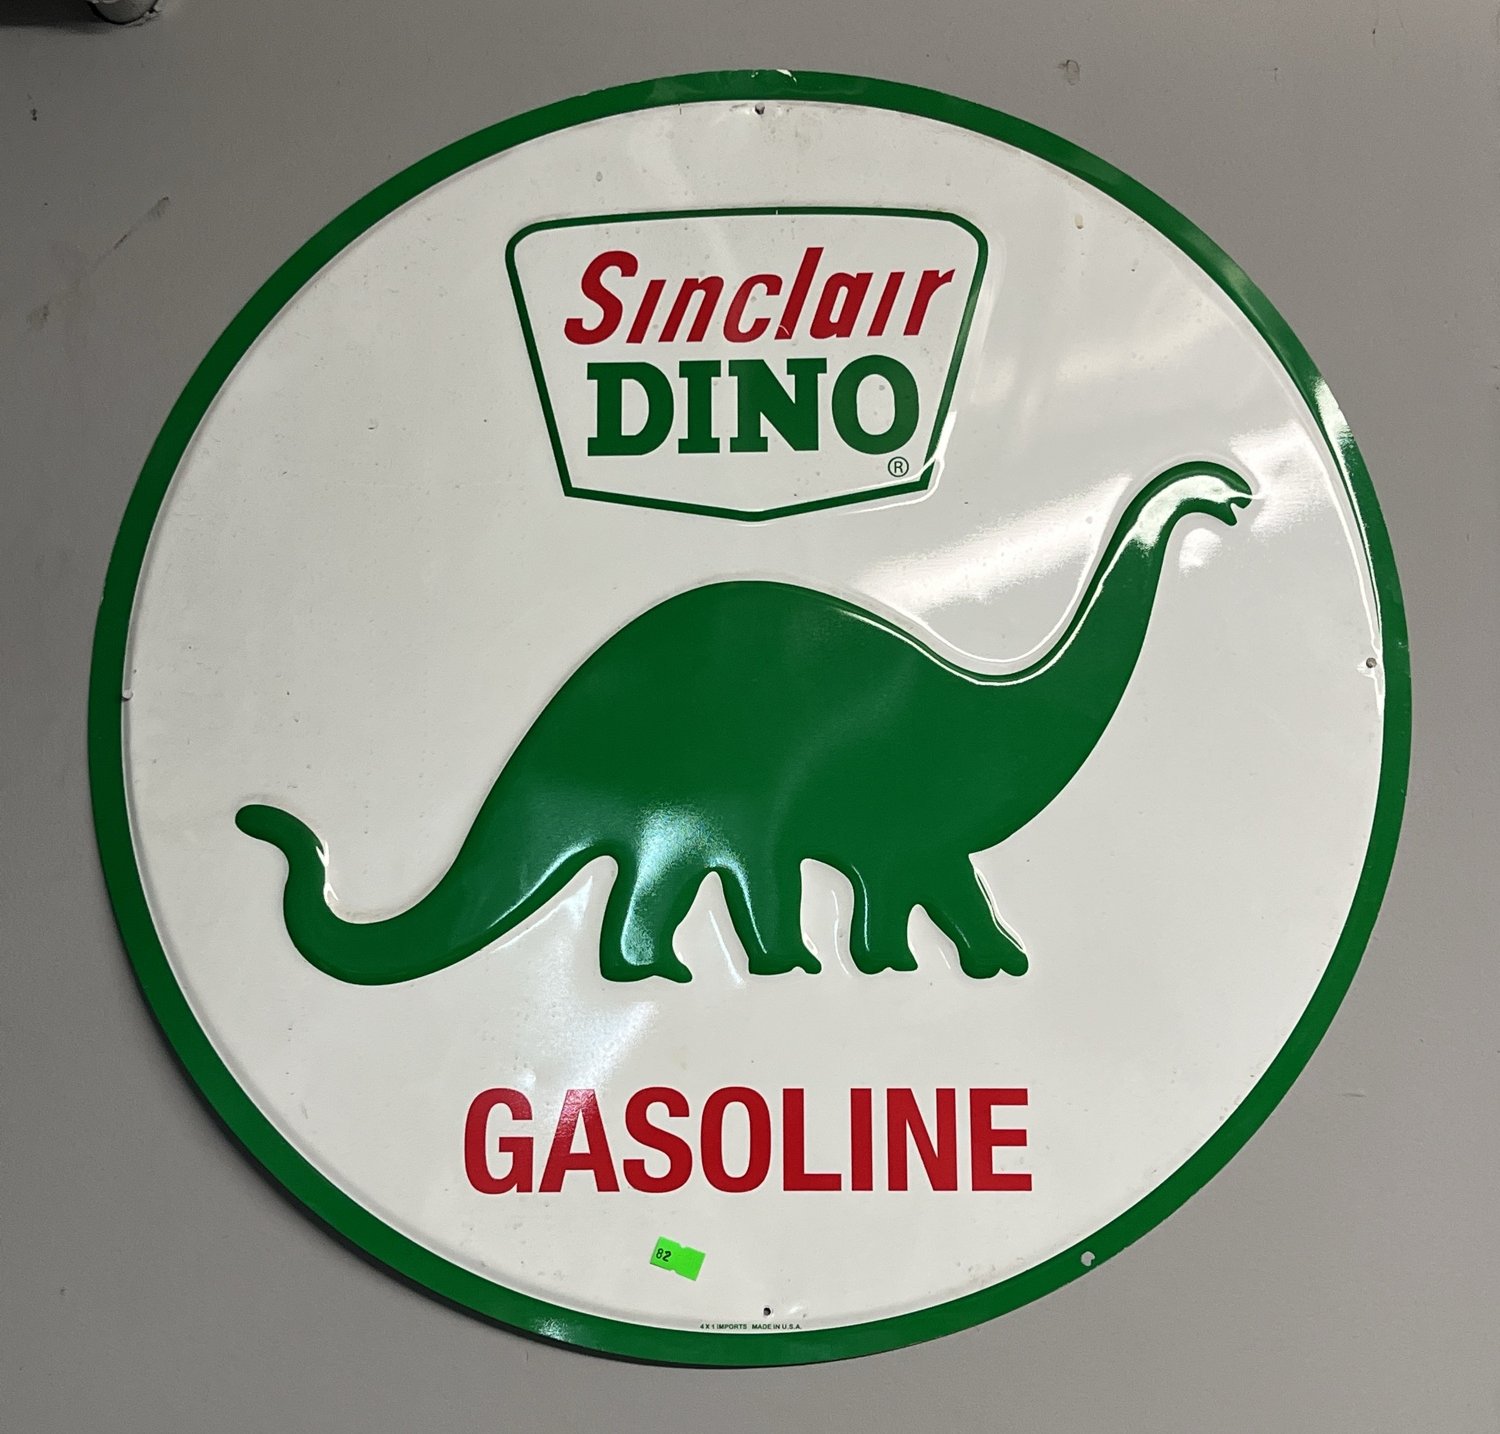 Sinclair
DINO
®
GASOLINE
82
4 X 1 IMPORTS MADE IN U.S.A.